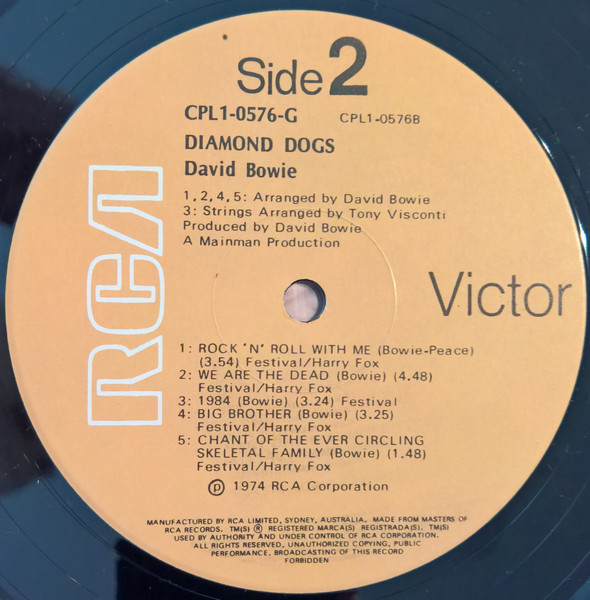 Side 2
CPL1-0576-G CPL1-0576B
DIAMOND DOGS
David Bowie
1,2,4,5: Arranged by David Bowie
3: Strings Arranged by Tony Visconti
Produced by David Bowie
A Mainman Production
RCA
Victor
1: ROCK 'N' ROLL WITH ME (Bowie-Peace)
(3.54) Festival/Harry Fox
2: WE ARE THE DEAD (Bowie) (4.48)
Festival/Harry Fox
3: 1984 (Bowie) (3.24) Festival
4: BIG BROTHER (Bowie) (3.25)
Festival/Harry Fox
5: CHANT OF THE EVER CIRCLING
SKELETAL FAMILY (Bowie) (1.48)
Festival/Harry Fox
℗ 1974 RCA Corporation
MANUFACTURED BY RCA LIMITED, SYDNEY, AUSTRALIA. MADE FROM MASTERS OF
RCA RECORDS. TM(S) ® REGISTERED MARCA(S) REGISTRADA(S). TM(S)
USED BY AUTHORITY AND UNDER CONTROL OF RCA CORPORATION.
ALL RIGHTS RESERVED, UNAUTHORIZED COPYING, PUBLIC
PERFORMANCE, BROADCASTING OF THIS RECORD
FORBIDDEN